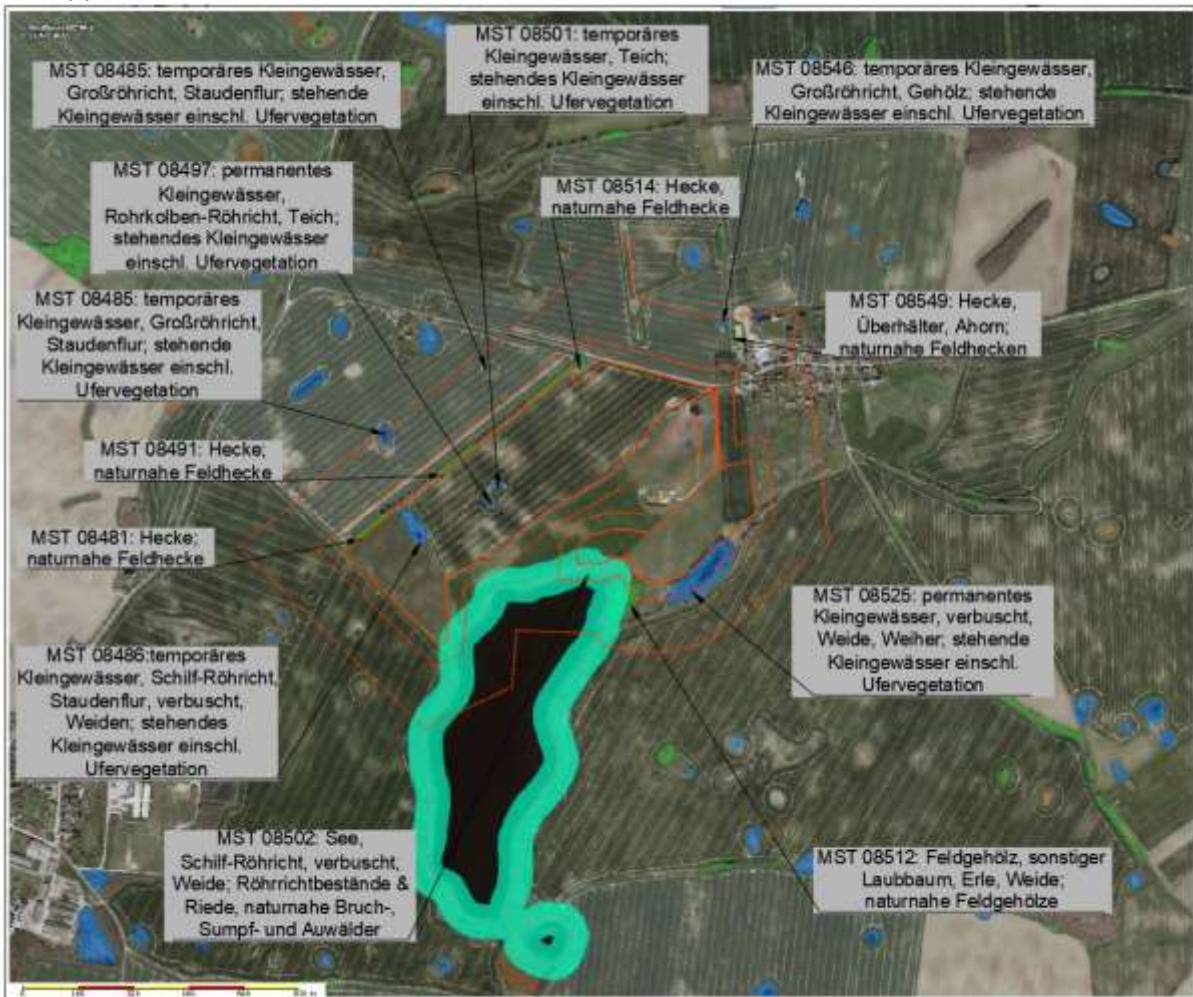 MST 08501: temporäres
Kleingewässer, Teich;
stehendes Kleingewässer
einschl. Ufervegetation
MST 08485: temporäres Kleingewässer,
Großröhricht, Staudenflur; stehende
Kleingewässer einschl. Ufervegetation
MST 08546: temporäres Kleingewässer,
Großröhricht, Gehölz; stehende
Kleingewässer einschl. Ufervegetation
MST 08497: permanentes
Kleingewässer,
Rohrkolben-Röhricht, Teich;
stehendes Kleingewässer
einschl. Ufervegetation
MST 08514: Hecke,
naturnahe Feldhecke
MST 08485: temporäres
Kleingewässer, Großröhricht,
Staudenflur; stehende
Kleingewässer einschl.
Ufervegetation
MST 08549: Hecke,
Überhälter, Ahorn;
naturnahe Feldhecken
MST 08491: Hecke;
naturnahe Feldhecke
MST 08481: Hecke;
naturnahe Feldhecke
MST 08525: permanentes
Kleingewässer, verbuscht,
Weide, Weiher; stehende
Kleingewässer einschl.
Ufervegetation
MST 08486:temporäres
Kleingewässer, Schilf-Röhricht,
Staudenflur, verbuscht,
Weiden; stehendes
Kleingewässer einschl.
Ufervegetation
MST 08502: See,
Schilf-Röhricht, verbuscht,
Weide; Röhrrichtbestände &
Riede, naturnahe Bruch-,
Sumpf- und Auwälder
MST 08512: Feldgehölz, sonstiger
Laubbaum, Erle, Weide;
naturnahe Feldgehölze